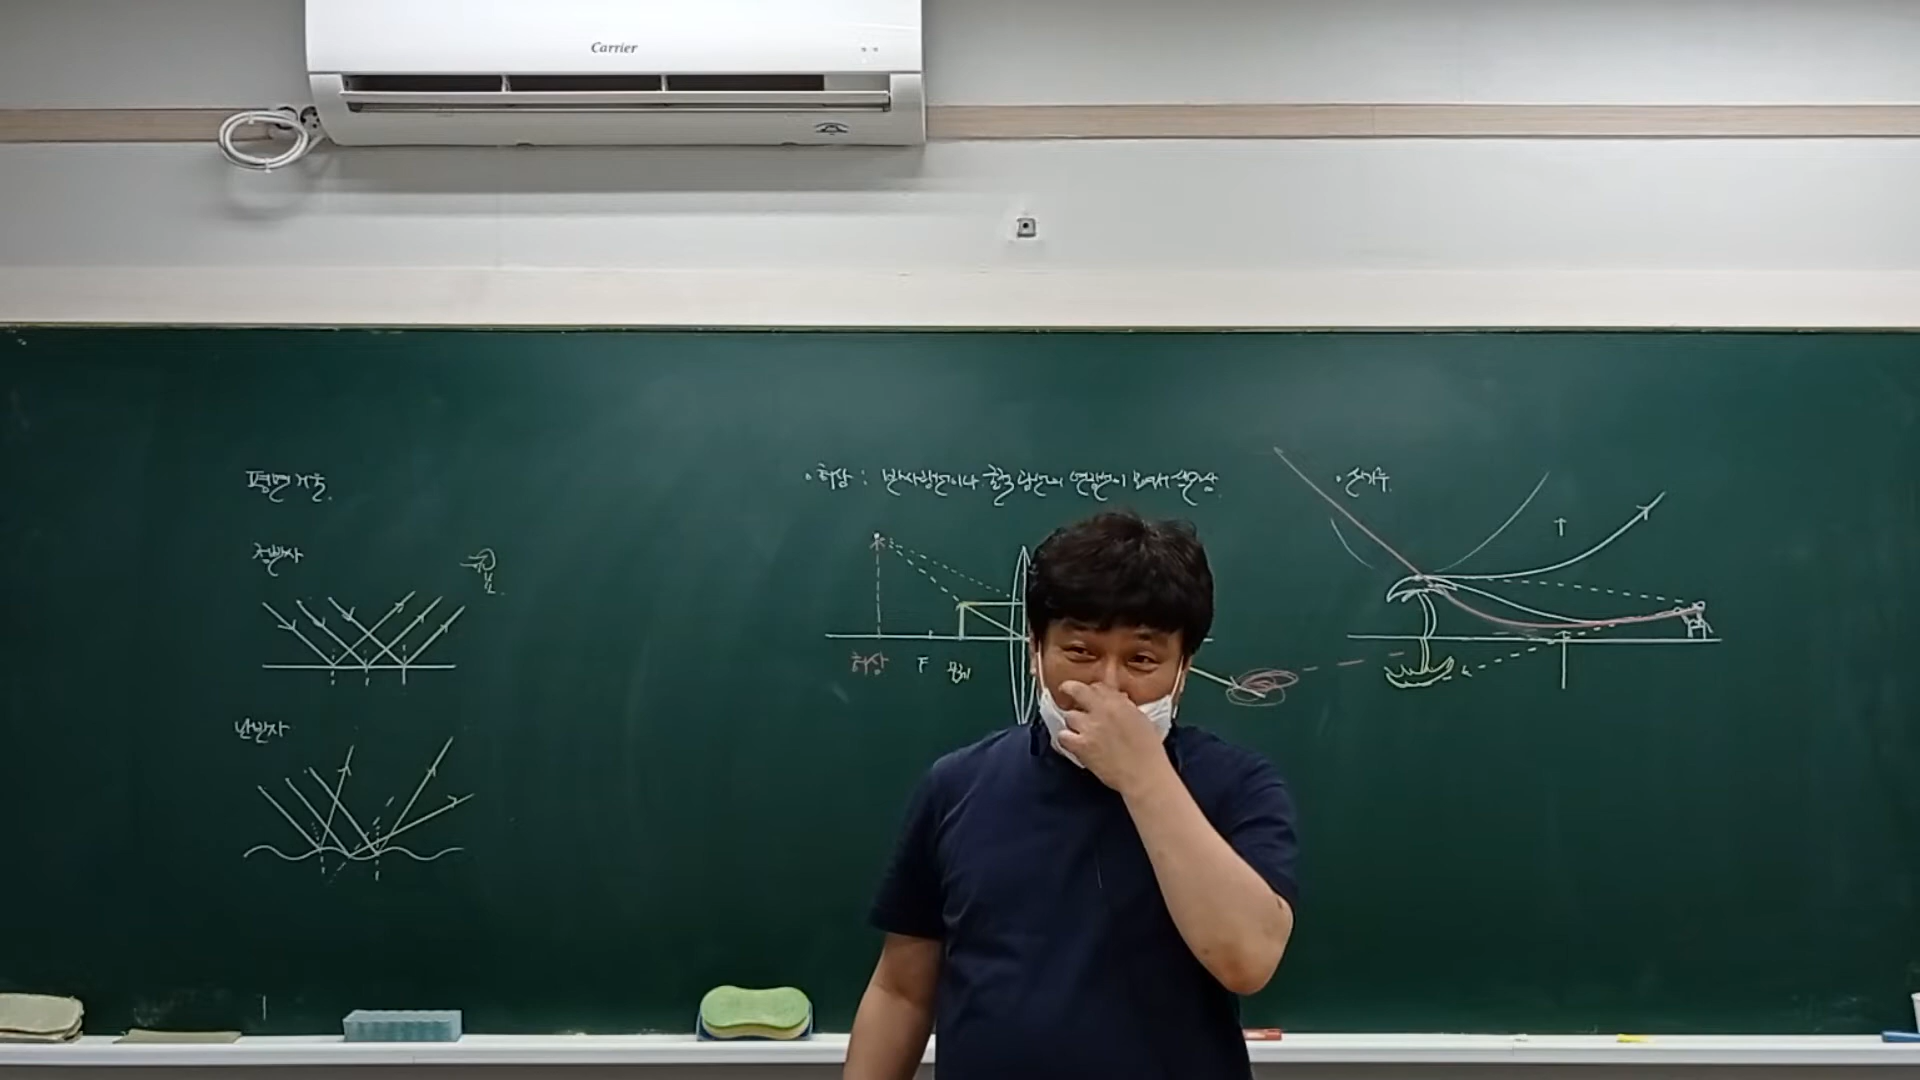 Carrier
평면거울
정반사
난반사
• 허상 : 반사광선이나 굴절광선의 연장선이 모여서 생긴 상
허상 F 물체
• 신기루